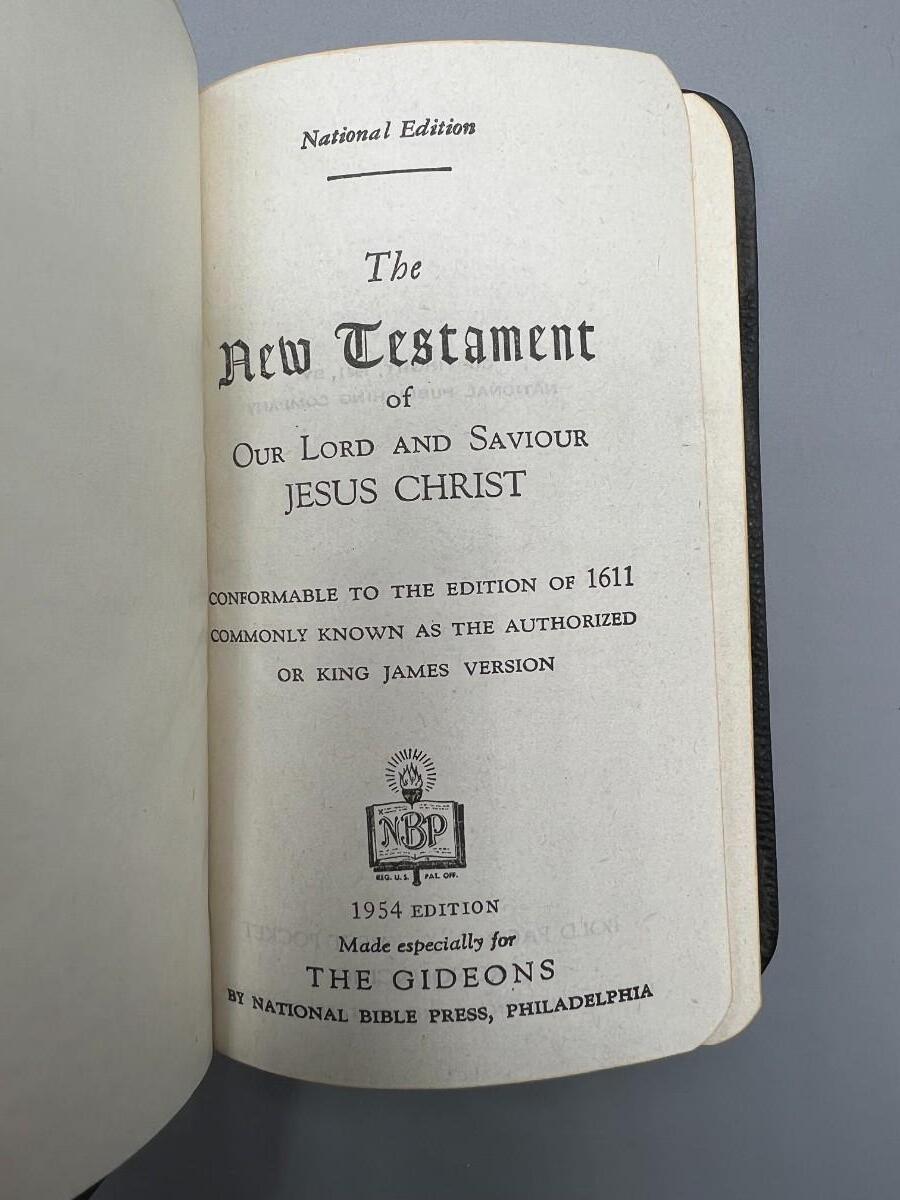 National Edition
The
New Testament
of
OUR LORD AND SAVIOUR
JESUS CHRIST
CONFORMABLE TO THE EDITION OF 1611
COMMONLY KNOWN AS THE AUTHORIZED
OR KING JAMES VERSION
NBP
REG. U.S. PAT. OFF.
1954 EDITION
Made especially for
THE GIDEONS
BY NATIONAL BIBLE PRESS, PHILADELPHIA